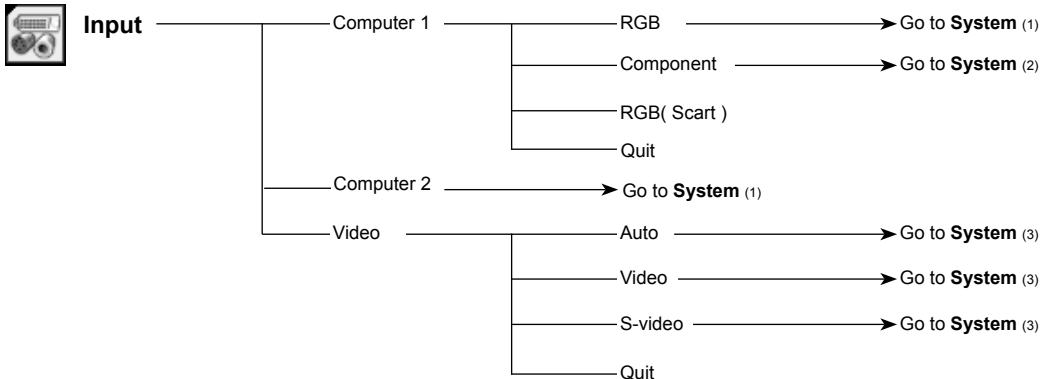 Input Computer 1 RGB Go to System (1)
Component Go to System (2)
RGB( Scart )
Quit
Computer 2 Go to System (1)
Video Auto Go to System (3)
Video Go to System (3)
S-video Go to System (3)
Quit